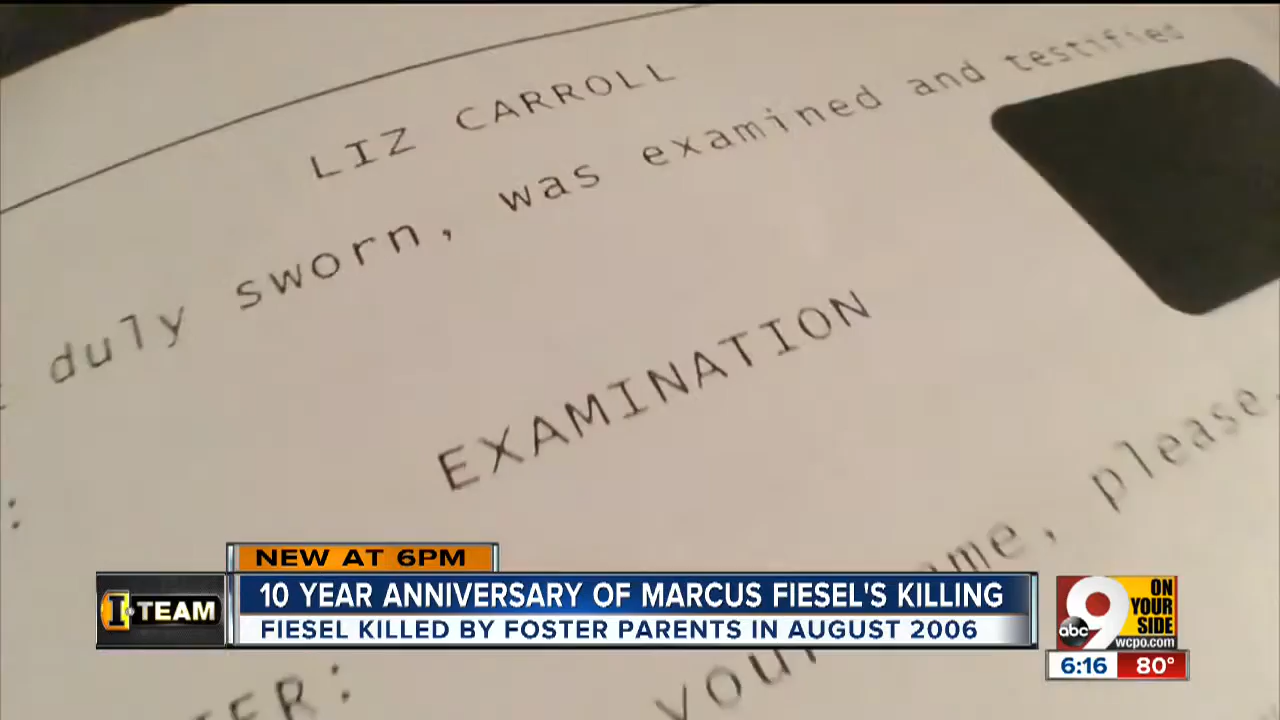 LIZ CARROLL
duly sworn, was examined and testifies
EXAMINATION
:
please,
your
NEW AT 6PM
I-TEAM
10 YEAR ANNIVERSARY OF MARCUS FIESEL'S KILLING
FIESEL KILLED BY FOSTER PARENTS IN AUGUST 2006
abc 9
ON
YOUR
SIDE
wcpo.com
6:16 80°